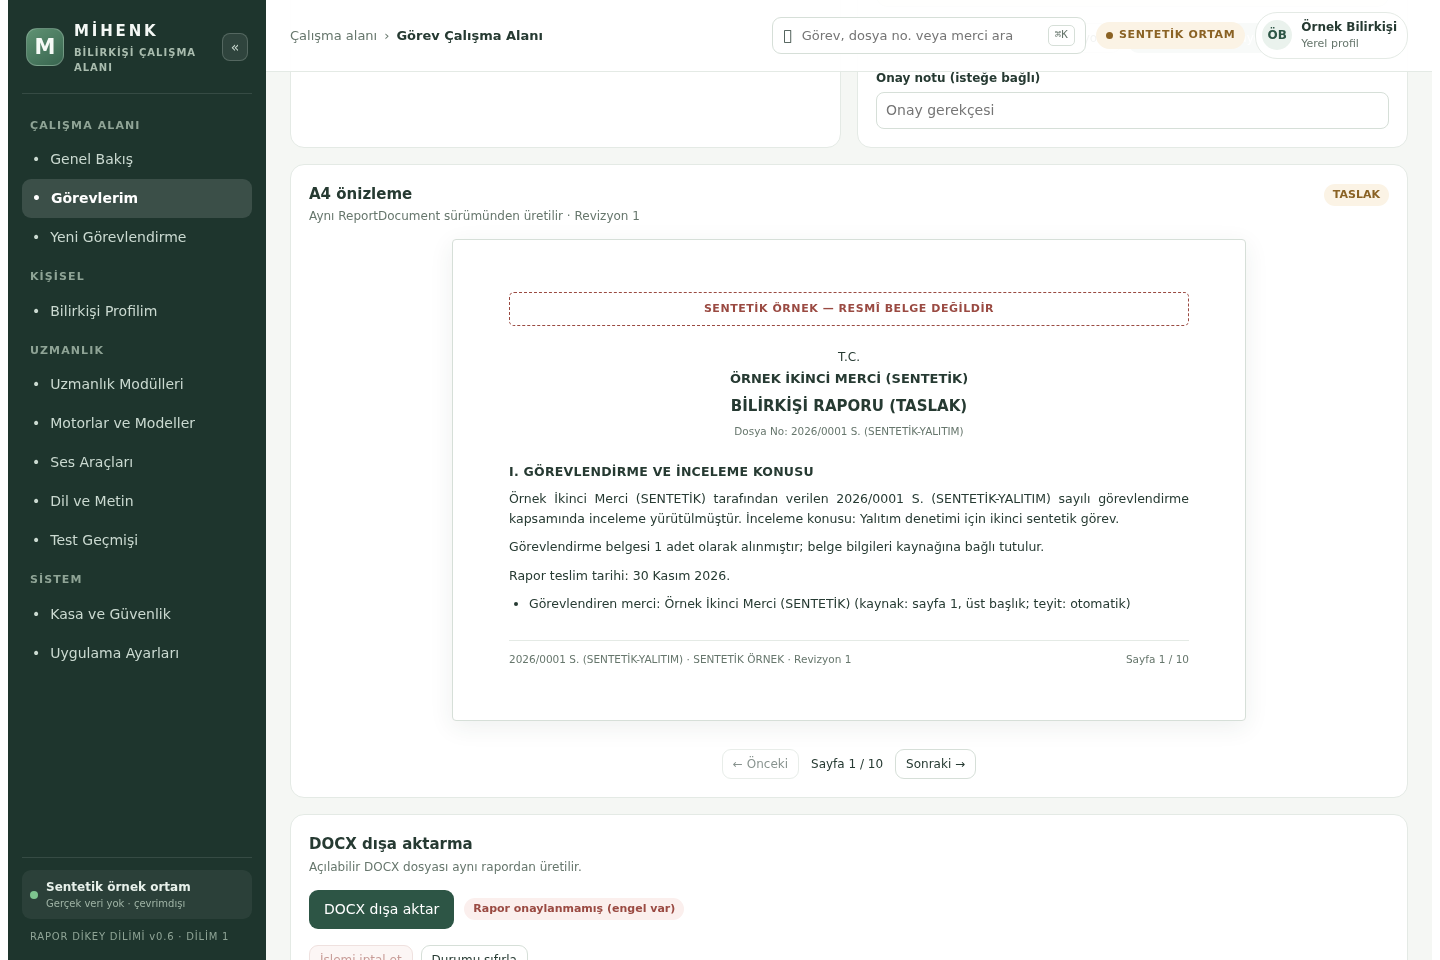 M
MİHENK
BİLİRKİŞİ ÇALIŞMA
ALANI
«
ÇALIŞMA ALANI
• Genel Bakış
• Görevlerim
• Yeni Görevlendirme
KİŞİSEL
• Bilirkişi Profilim
UZMANLIK
• Uzmanlık Modülleri
• Motorlar ve Modeller
• Ses Araçları
• Dil ve Metin
• Test Geçmişi
SİSTEM
• Kasa ve Güvenlik
• Uygulama Ayarları
Sentetik örnek ortam
Gerçek veri yok · çevrimdışı
RAPOR DİKEY DİLİMİ v0.6 · DİLİM 1
Çalışma alanı › Görev Çalışma Alanı
Görev, dosya no. veya merci ara
⌘K
SENTETİK ORTAM
ÖB
Örnek Bilirkişi
Yerel profil
Onay notu (isteğe bağlı)
Onay gerekçesi
A4 önizleme
TASLAK
Aynı ReportDocument sürümünden üretilir · Revizyon 1
SENTETİK ÖRNEK — RESMÎ BELGE DEĞİLDİR
T.C.
ÖRNEK İKİNCİ MERCİ (SENTETİK)
BİLİRKİŞİ RAPORU (TASLAK)
Dosya No: 2026/0001 S. (SENTETİK-YALITIM)
I. GÖREVLENDİRME VE İNCELEME KONUSU
Örnek İkinci Merci (SENTETİK) tarafından verilen 2026/0001 S. (SENTETİK-YALITIM) sayılı görevlendirme
kapsamında inceleme yürütülmüştür. İnceleme konusu: Yalıtım denetimi için ikinci sentetik görev.
Görevlendirme belgesi 1 adet olarak alınmıştır; belge bilgileri kaynağına bağlı tutulur.
Rapor teslim tarihi: 30 Kasım 2026.
• Görevlendiren merci: Örnek İkinci Merci (SENTETİK) (kaynak: sayfa 1, üst başlık; teyit: otomatik)
2026/0001 S. (SENTETİK-YALITIM) · SENTETİK ÖRNEK · Revizyon 1
Sayfa 1 / 10
← Önceki
Sayfa 1 / 10
Sonraki →
DOCX dışa aktarma
Açılabilir DOCX dosyası aynı rapordan üretilir.
DOCX dışa aktar
Rapor onaylanmamış (engel var)
İşlemi iptal et
Durumu sıfırla